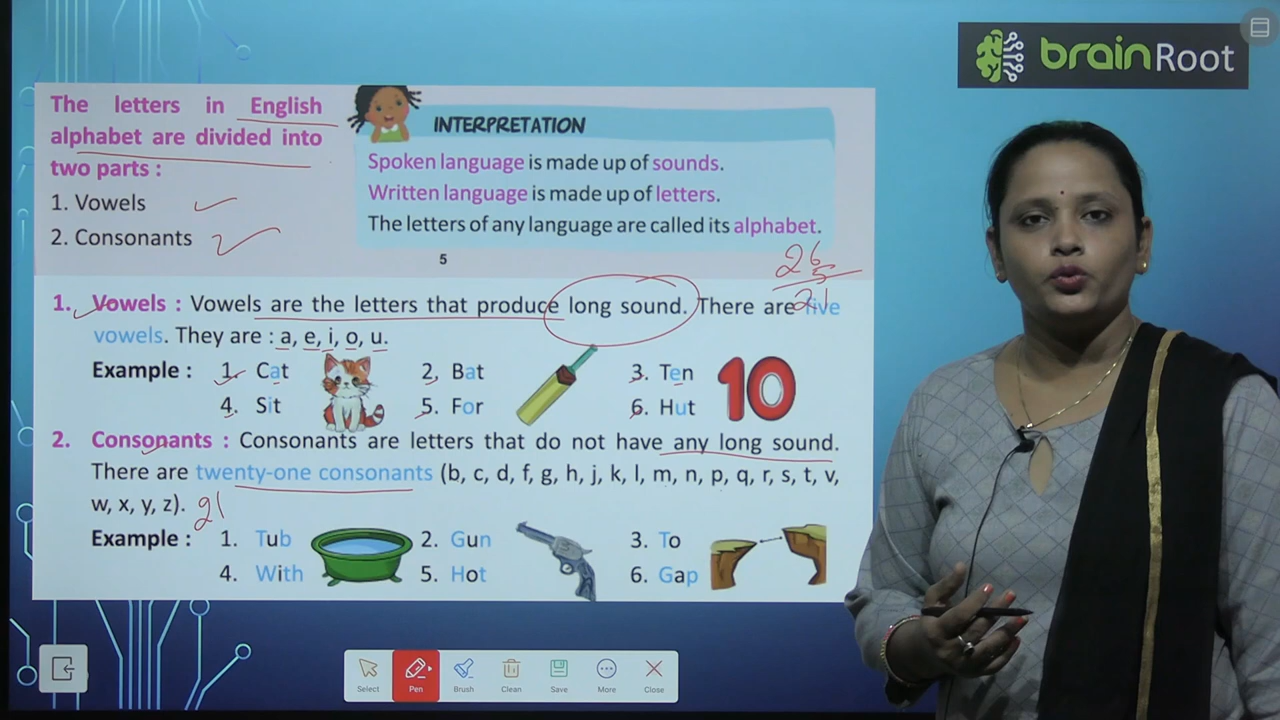 brainRoot
The letters in English
alphabet are divided into
two parts :
1. Vowels
2. Consonants
INTERPRETATION
Spoken language is made up of sounds.
Written language is made up of letters.
The letters of any language are called its alphabet.
5
26
5
21
1. Vowels : Vowels are the letters that produce long sound. There are five
vowels. They are : a, e, i, o, u.
Example : 1. Cat 2. Bat 3. Ten 10
4. Sit 5. For 6. Hut
2. Consonants : Consonants are letters that do not have any long sound.
There are twenty-one consonants (b, c, d, f, g, h, j, k, l, m, n, p, q, r, s, t, v,
w, x, y, z). 21
Example : 1. Tub 2. Gun 3. To
4. With 5. Hot 6. Gap
Select Pen Brush Clean Save More Close